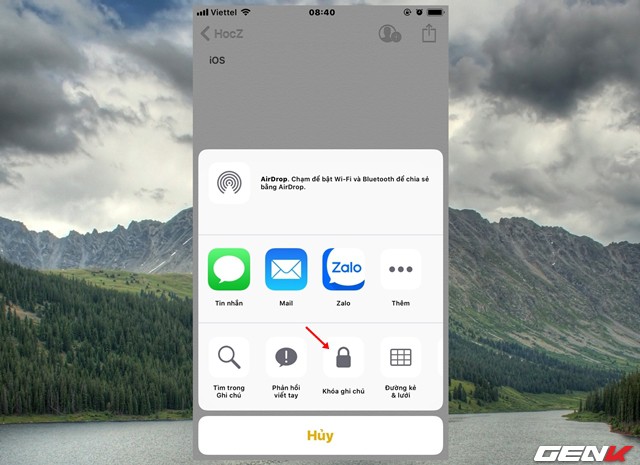 Viettel 08:40
HocZ
iOS
AirDrop. Chạm để bật Wi-Fi và Bluetooth để chia sẻ
bằng AirDrop.
Zalo
Tin nhắn Mail Zalo Thêm
Tìm trong Ghi chú
Phản hồi viết tay
Khóa ghi chú
Đường kẻ & lưới
Hủy
GENK